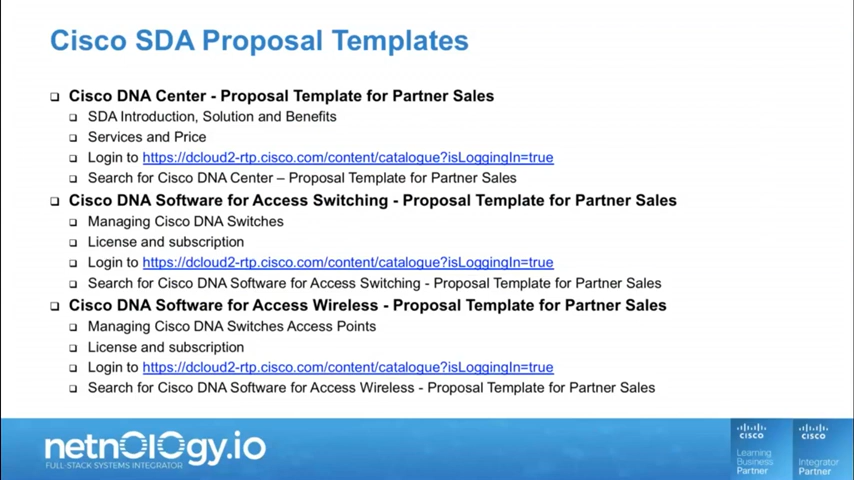 Cisco SDA Proposal Templates
Cisco DNA Center - Proposal Template for Partner Sales
SDA Introduction, Solution and Benefits
Services and Price
Login to https://dcloud2-rtp.cisco.com/content/catalogue?isLoggingIn=true
Search for Cisco DNA Center – Proposal Template for Partner Sales
Cisco DNA Software for Access Switching - Proposal Template for Partner Sales
Managing Cisco DNA Switches
License and subscription
Login to https://dcloud2-rtp.cisco.com/content/catalogue?isLoggingIn=true
Search for Cisco DNA Software for Access Switching - Proposal Template for Partner Sales
Cisco DNA Software for Access Wireless - Proposal Template for Partner Sales
Managing Cisco DNA Switches Access Points
License and subscription
Login to https://dcloud2-rtp.cisco.com/content/catalogue?isLoggingIn=true
Search for Cisco DNA Software for Access Wireless - Proposal Template for Partner Sales
netnology.io
FULL-STACK SYSTEMS INTEGRATOR
CISCO
Learning
Business
Partner
CISCO
Integrator
Partner